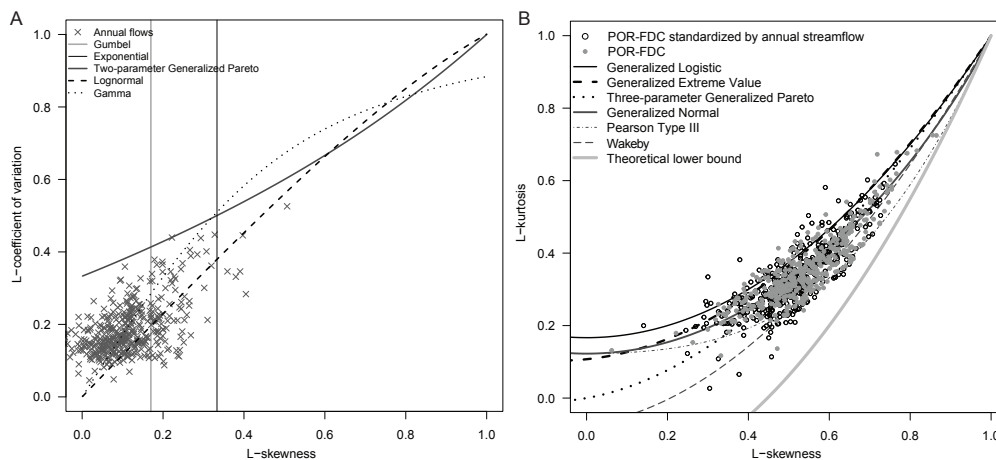 A
Annual flows
Gumbel
Exponential
Two−parameter Generalized Pareto
Lognormal
Gamma
1.0
0.8
0.6
0.4
0.2
0.0
L−coefficient of variation
0.0 0.2 0.4 0.6 0.8 1.0
L−skewness
B
POR-FDC standardized by annual streamflow
POR-FDC
Generalized Logistic
Generalized Extreme Value
Three-parameter Generalized Pareto
Generalized Normal
Pearson Type III
Wakeby
Theoretical lower bound
1.0
0.8
0.6
0.4
0.2
0.0
L−kurtosis
0.0 0.2 0.4 0.6 0.8 1.0
L−skewness